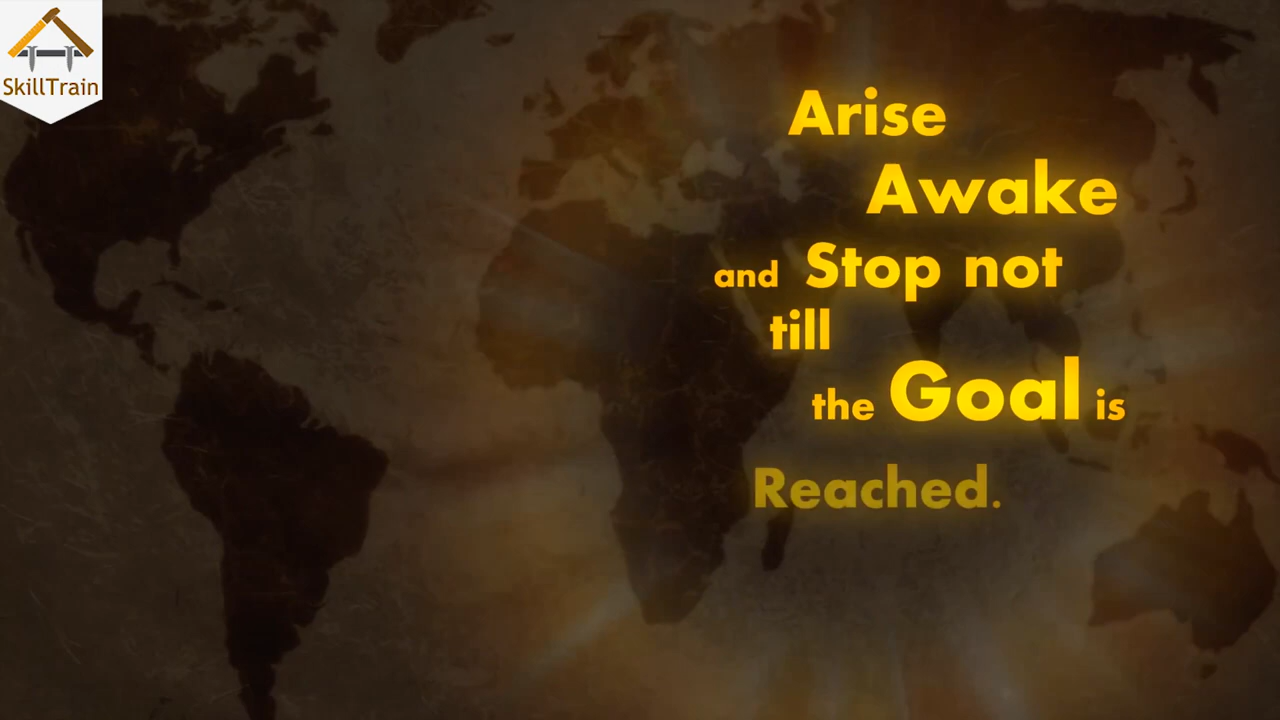 SkillTrain
Arise
Awake
and Stop not
till
the Goal is
Reached.